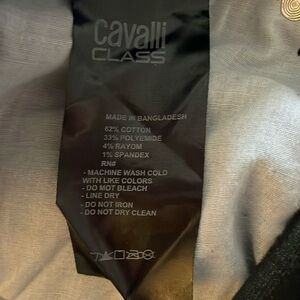 cavalli
CLASS
MADE IN BANGLADESH
62% COTTON
33% POLYEMIDE
4% RAYOM
1% SPANDEX
RN#
- MACHINE WASH COLD
WITH LIKE COLORS
- DO MOT BLEACH
- LINE DRY
- DO NOT IRON
- DO NOT DRY CLEAN